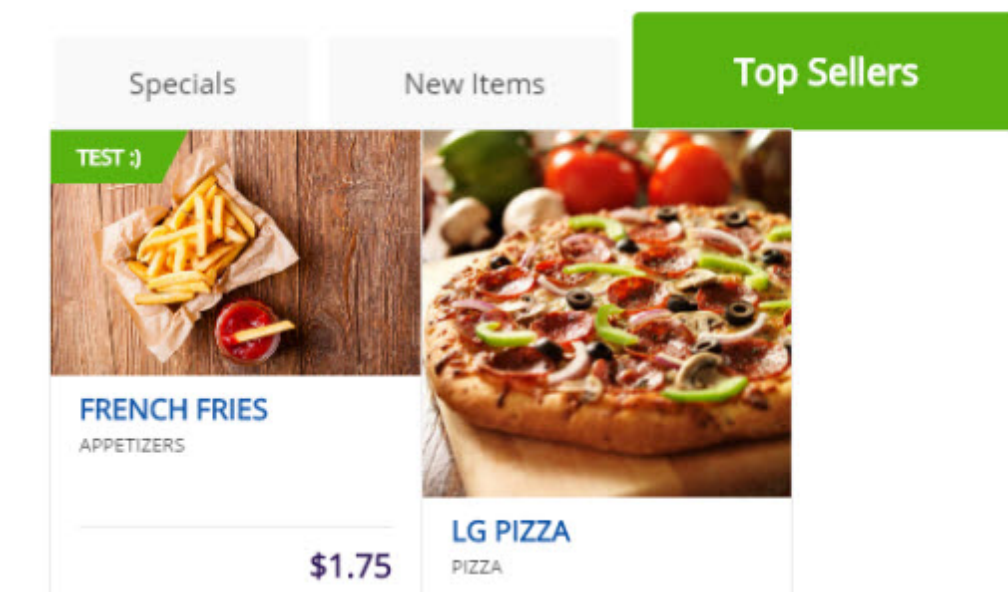 Specials
New Items
Top Sellers
TEST :)
FRENCH FRIES
APPETIZERS
$1.75
LG PIZZA
PIZZA